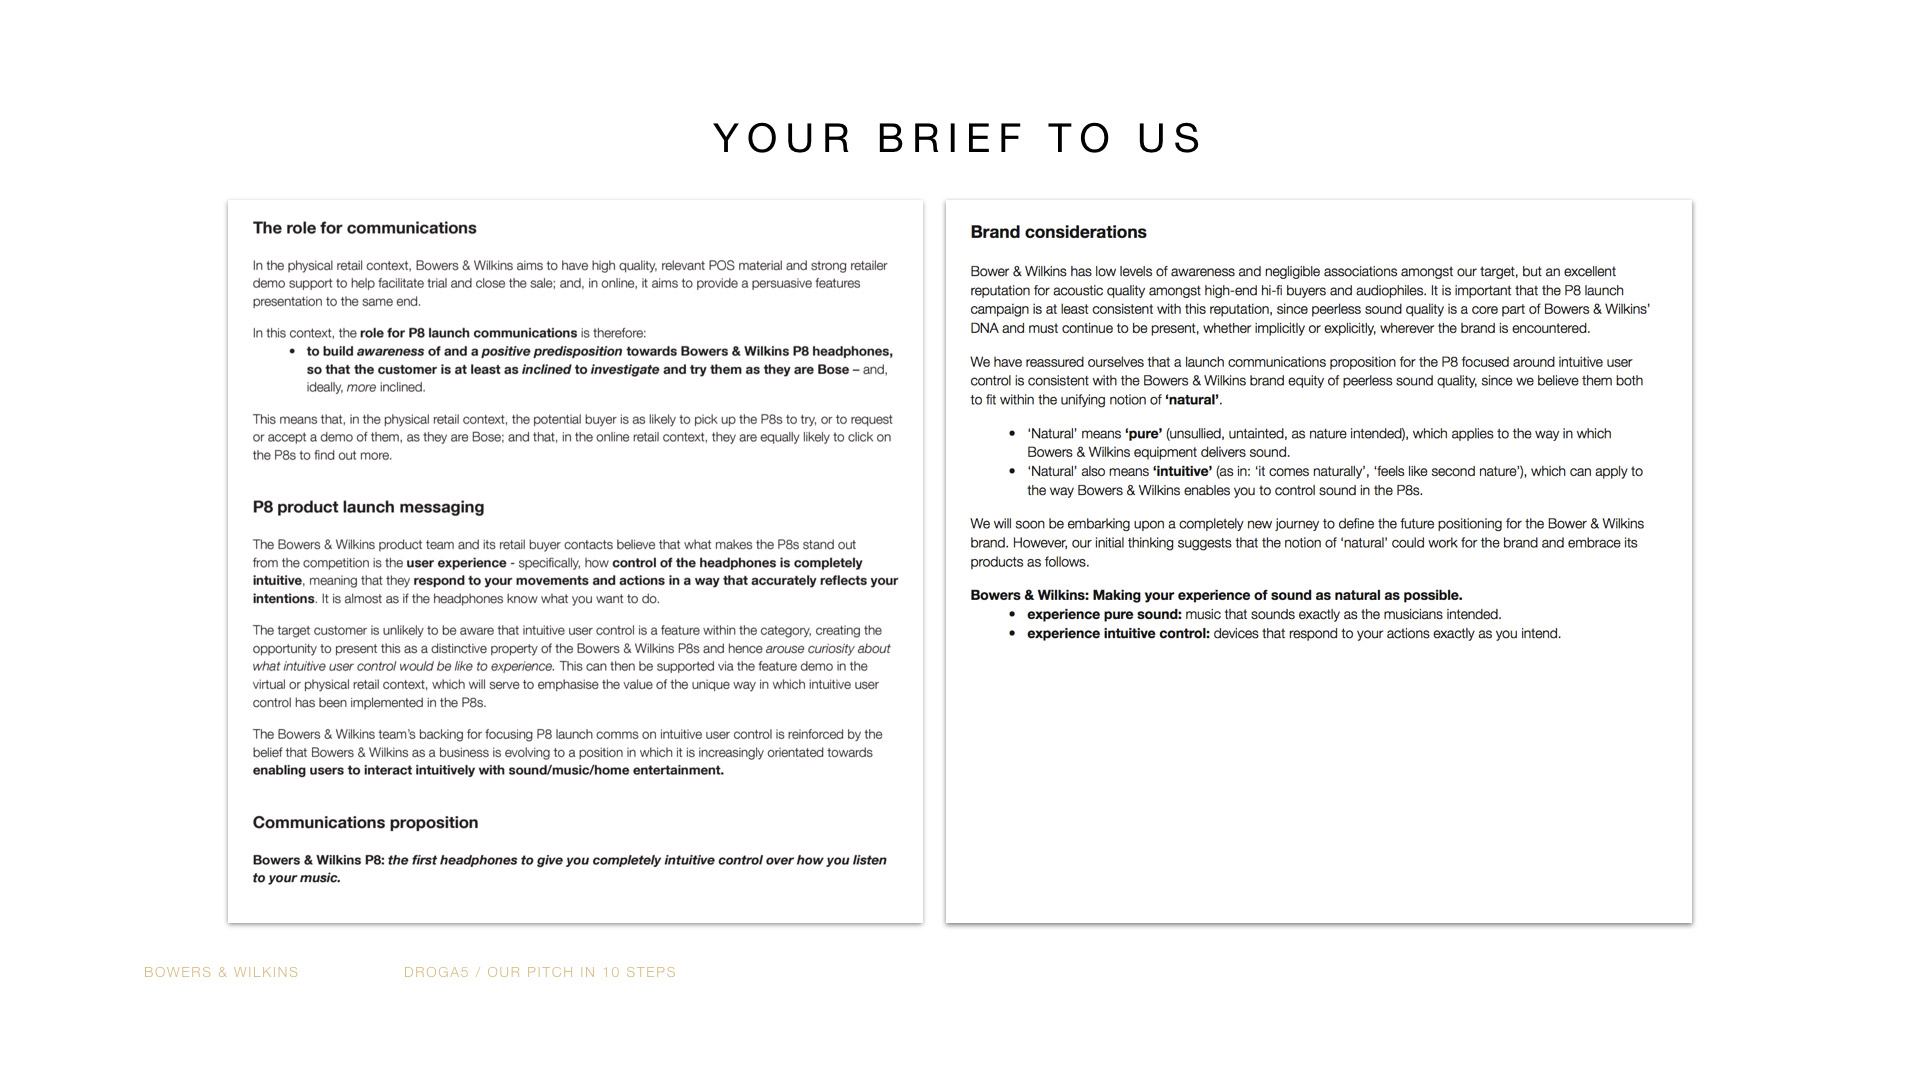 YOUR BRIEF TO US
The role for communications
In the physical retail context, Bowers & Wilkins aims to have high quality, relevant POS material and strong retailer
demo support to help facilitate trial and close the sale; and, in online, it aims to provide a persuasive features
presentation to the same end.
In this context, the role for P8 launch communications is therefore:
• to build awareness of and a positive predisposition towards Bowers & Wilkins P8 headphones,
so that the customer is at least as inclined to investigate and try them as they are Bose – and,
ideally, more inclined.
This means that, in the physical retail context, the potential buyer is as likely to pick up the P8s to try, or to request
or accept a demo of them, as they are Bose; and that, in the online retail context, they are equally likely to click on
the P8s to find out more.
P8 product launch messaging
The Bowers & Wilkins product team and its retail buyer contacts believe that what makes the P8s stand out
from the competition is the user experience - specifically, how control of the headphones is completely
intuitive, meaning that they respond to your movements and actions in a way that accurately reflects your
intentions. It is almost as if the headphones know what you want to do.
The target customer is unlikely to be aware that intuitive user control is a feature within the category, creating the
opportunity to present this as a distinctive property of the Bowers & Wilkins P8s and hence arouse curiosity about
what intuitive user control would be like to experience. This can then be supported via the feature demo in the
virtual or physical retail context, which will serve to emphasise the value of the unique way in which intuitive user
control has been implemented in the P8s.
The Bowers & Wilkins team's backing for focusing P8 launch comms on intuitive user control is reinforced by the
belief that Bowers & Wilkins as a business is evolving to a position in which it is increasingly orientated towards
enabling users to interact intuitively with sound/music/home entertainment.
Communications proposition
Bowers & Wilkins P8: the first headphones to give you completely intuitive control over how you listen
to your music.
Brand considerations
Bower & Wilkins has low levels of awareness and negligible associations amongst our target, but an excellent
reputation for acoustic quality amongst high-end hi-fi buyers and audiophiles. It is important that the P8 launch
campaign is at least consistent with this reputation, since peerless sound quality is a core part of Bowers & Wilkins'
DNA and must continue to be present, whether implicitly or explicitly, wherever the brand is encountered.
We have reassured ourselves that a launch communications proposition for the P8 focused around intuitive user
control is consistent with the Bowers & Wilkins brand equity of peerless sound quality, since we believe them both
to fit within the unifying notion of ‘natural’.
• ‘Natural’ means ‘pure’ (unsullied, untainted, as nature intended), which applies to the way in which
Bowers & Wilkins equipment delivers sound.
• ‘Natural’ also means ‘intuitive’ (as in: ‘it comes naturally’, ‘feels like second nature’), which can apply to
the way Bowers & Wilkins enables you to control sound in the P8s.
We will soon be embarking upon a completely new journey to define the future positioning for the Bower & Wilkins
brand. However, our initial thinking suggests that the notion of ‘natural’ could work for the brand and embrace its
products as follows.
Bowers & Wilkins: Making your experience of sound as natural as possible.
• experience pure sound: music that sounds exactly as the musicians intended.
• experience intuitive control: devices that respond to your actions exactly as you intend.
BOWERS & WILKINS
DROGA5 / OUR PITCH IN 10 STEPS